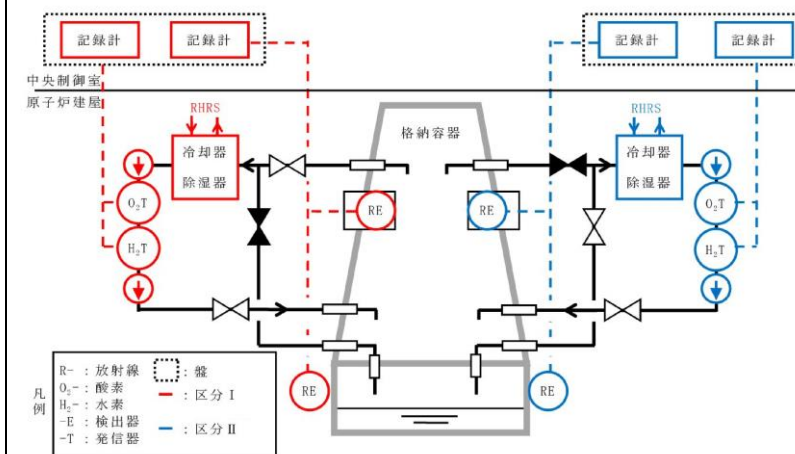 記録計
記録計
記録計
記録計
中央制御室
原子炉建屋
RHRS
格納容器
RHRS
冷却器
除湿器
冷却器
除湿器
O₂T
RE
RE
O₂T
H₂T
H₂T
RE
RE
凡例
R- : 放射線
O₂- : 酸素
H₂- : 水素
-E : 検出器
-T : 発信器
: 盤
: 区分Ⅰ
: 区分Ⅱ